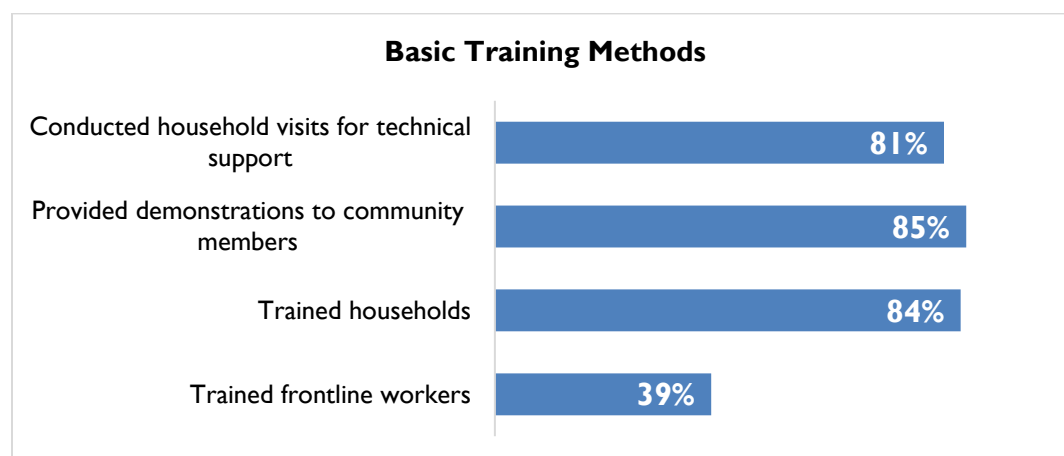 Basic Training Methods
Conducted household visits for technical
support
81%
Provided demonstrations to community
members
85%
Trained households
84%
Trained frontline workers
39%